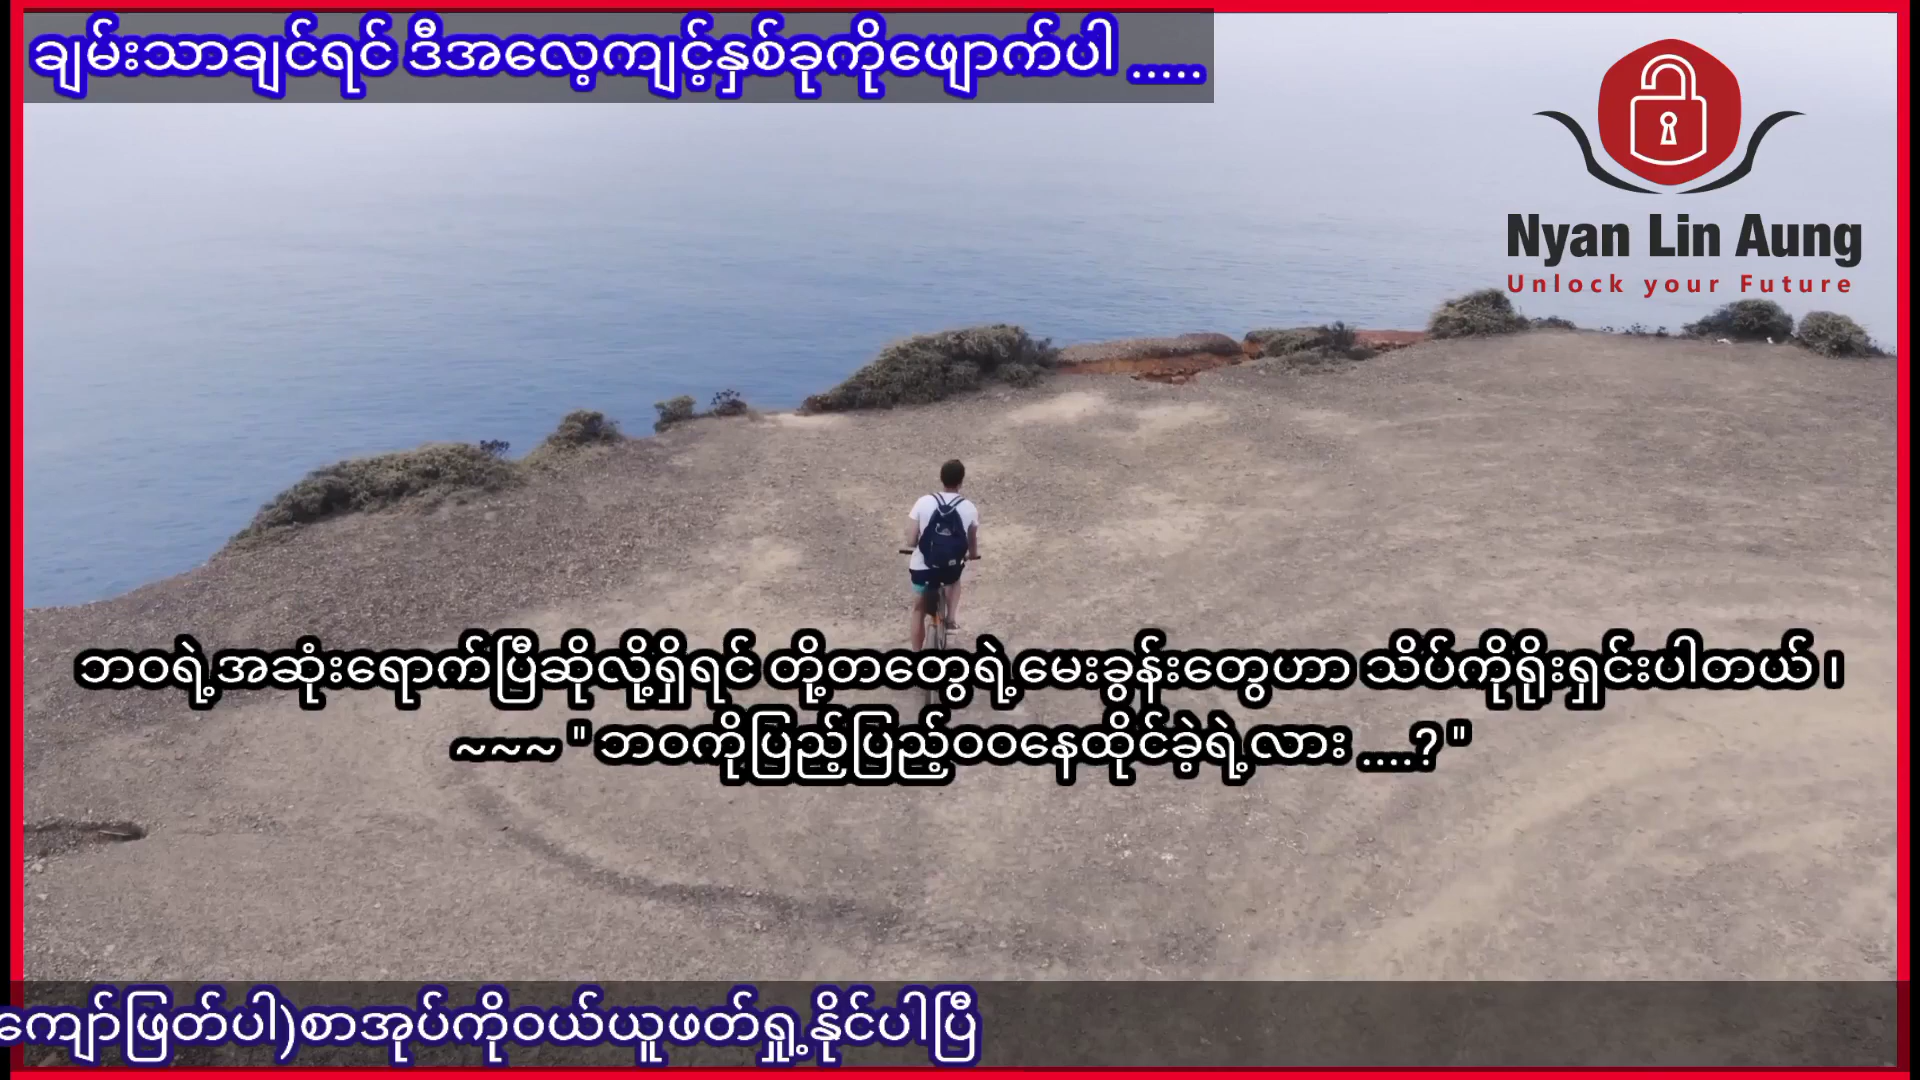 ချမ်းသာချင်ရင် ဒီအလေ့ကျင့်နှစ်ခုကိုဖျောက်ပါ .....
Nyan Lin Aung
Unlock your Future
ဘဝရဲ့အဆုံးရောက်ပြီဆိုလို့ရှိရင် တို့တတွေရဲ့မေးခွန်းတွေဟာ သိပ်ကိုရိုးရှင်းပါတယ် ၊
~~~ " ဘဝကိုပြည့်ပြည့်ဝဝနေထိုင်ခဲ့ရဲ့လား ....? "
ကျော်ဖြတ်ပါ)စာအုပ်ကိုဝယ်ယူဖတ်ရှု့နိုင်ပါပြီ